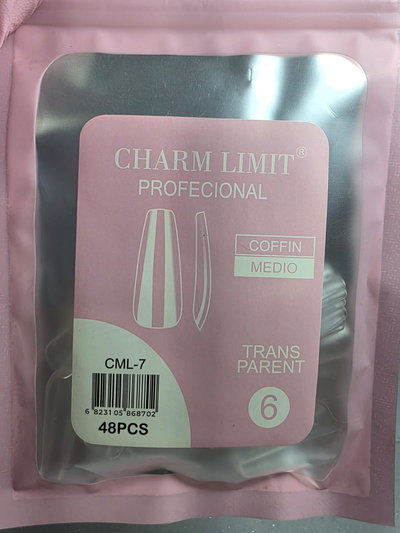 CHARM LIMIT®
PROFECIONAL
COFFIN
MEDIO
TRANS
PARENT
6
CML-7
6 823105 868702
48PCS